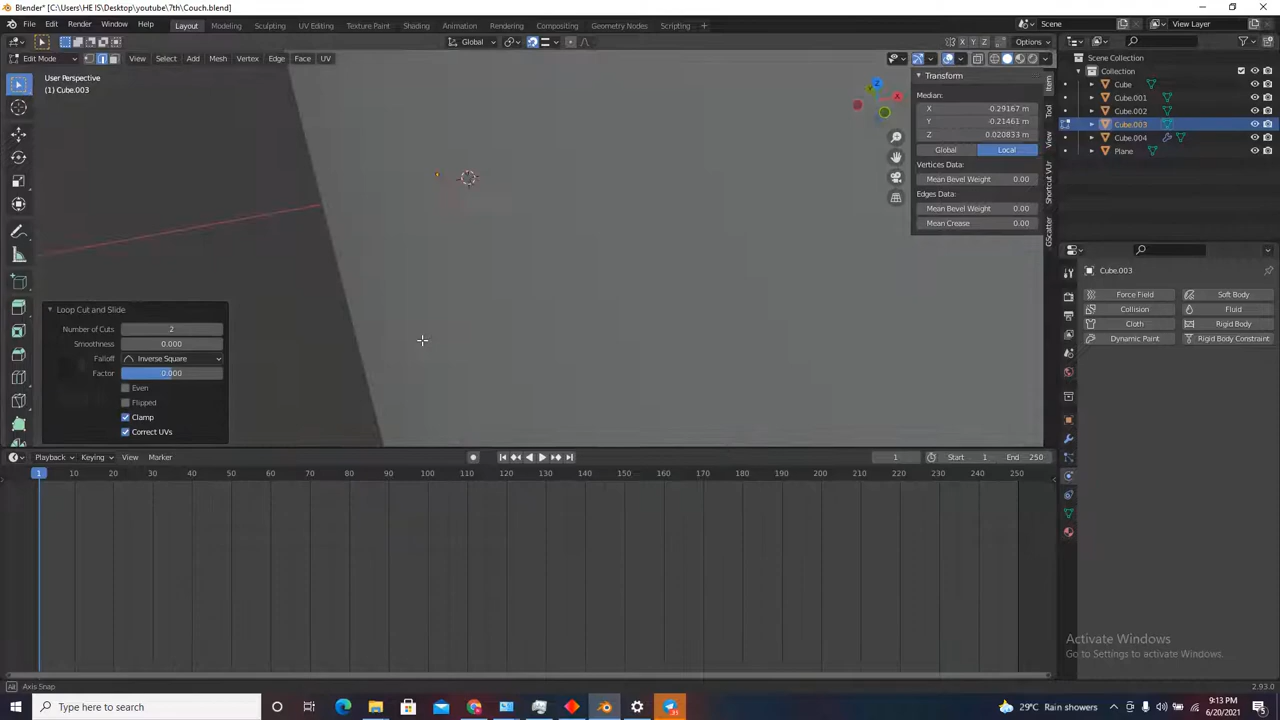 Blender* [C:\Users\HE IS\Desktop\youtube\7th\Couch.blend]
File Edit Render Window Help Layout Modeling Sculpting UV Editing Texture Paint Shading Animation Rendering Compositing Geometry Nodes Scripting + Scene View Layer
Global X Y Z Options
Edit Mode View Select Add Mesh Vertex Edge Face UV
User Perspective
(1) Cube.003
Z
X
Y
Transform
Median:
X -0.29167 m
Y -0.21461 m
Z 0.020833 m
Global Local
Vertices Data:
Mean Bevel Weight 0.00
Edges Data:
Mean Bevel Weight 0.00
Mean Crease 0.00
Item
Tool
View
Shortcut VUr
GScatter
Scene Collection
Collection
Cube
Cube.001
Cube.002
Cube.003
Cube.004
Plane
Cube.003
Force Field Soft Body
Collision Fluid
Cloth Rigid Body
Dynamic Paint Rigid Body Constraint
Loop Cut and Slide
Number of Cuts 2
Smoothness 0.000
Falloff Inverse Square
Factor 0.000
Even
Flipped
Clamp
Correct UVs
Playback Keying View Marker 1 Start 1 End 250
1 10 20 30 40 50 60 70 80 90 100 110 120 130 140 150 160 170 180 190 200 210 220 230 240 250
Activate Windows
Go to Settings to activate Windows.
Axis Snap 2.93.0
Type here to search 29°C Rain showers 9:13 PM
6/20/2021